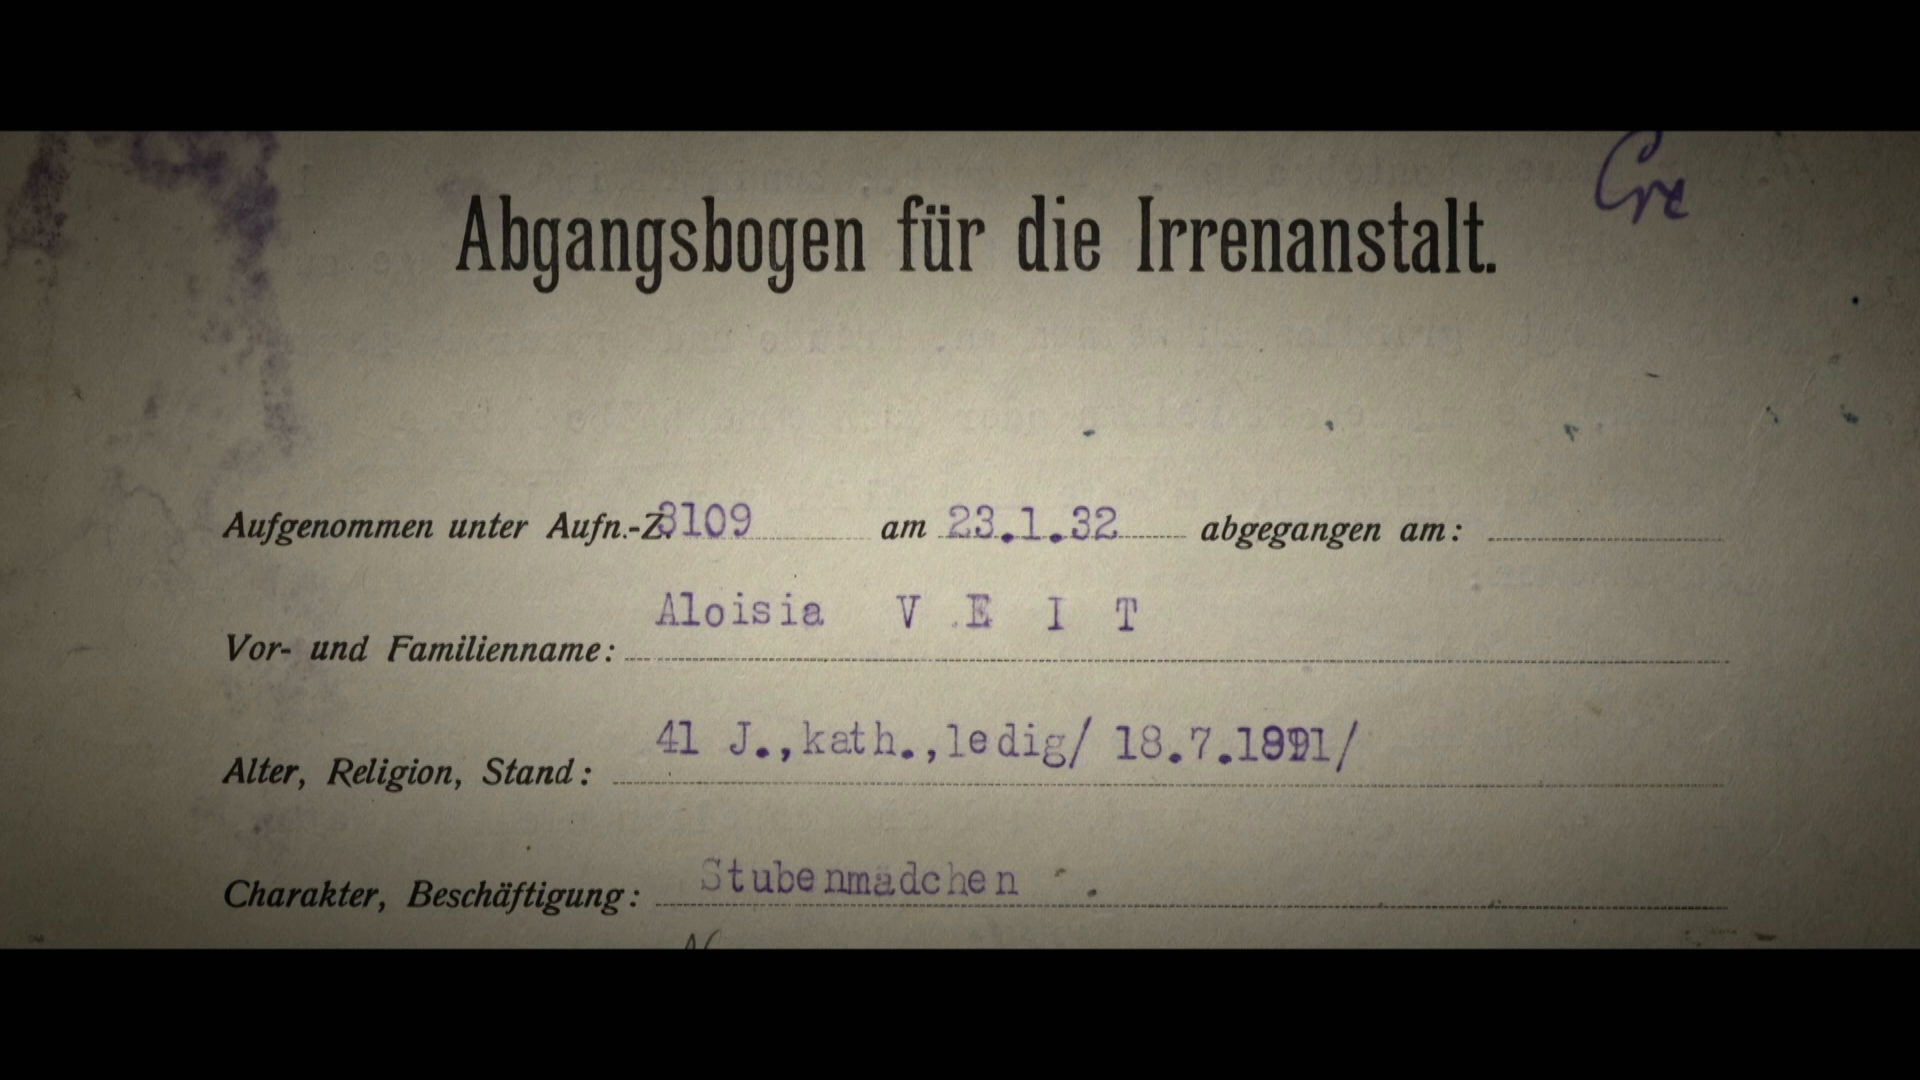 Abgangsbogen für die Irrenanstalt.
Aufgenommen unter Aufn.-Z 3109 am 23.1.32 abgegangen am:
Aloisia V E I T
Vor- und Familienname:
41 J.,kath.,ledig/ 18.7.1891/
Alter, Religion, Stand:
Stubenmädchen .
Charakter, Beschäftigung: